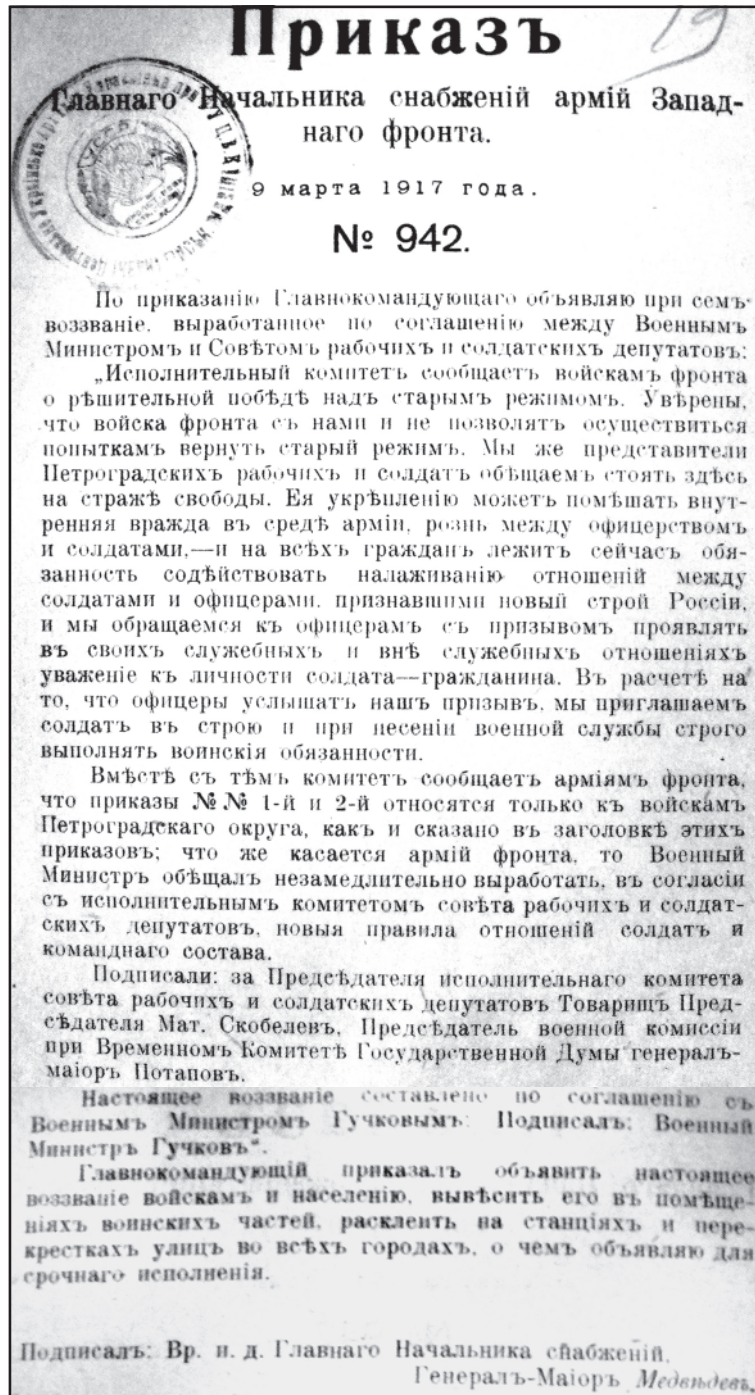 19
Приказъ
Главнаго Начальника снабженій армій Запад-
наго фронта.
9 марта 1917 года.
№ 942.
По приказанію Главнокомандующаго объявляю при семъ
воззваніе, выработанное по соглашенію между Военнымъ
Министромъ и Совѣтомъ рабочихъ и солдатскихъ депутатовъ:
„Исполнительный комитетъ сообщаетъ войскамъ фронта
о рѣшительной побѣдѣ надъ старымъ режимомъ. Увѣрены,
что войска фронта съ нами и не позволятъ осуществиться
попыткамъ вернуть старый режимъ. Мы же представители
Петроградскихъ рабочихъ и солдатъ обѣщаемъ стоять здѣсь
на стражѣ свободы. Ея укрѣпленію можетъ помѣшать внут-
ренняя вражда въ средѣ арміи, рознь между офицерствомъ
и солдатами,—и на всѣхъ гражданъ лежитъ сейчасъ обя-
занность содѣйствовать налаживанію отношеній между
солдатами и офицерами, признавшими новый строй Россіи,
и мы обращаемся къ офицерамъ съ призывомъ проявлять
въ своихъ служебныхъ и внѣ служебныхъ отношеніяхъ
уваженіе къ личности солдата—гражданина. Въ расчетѣ на
то, что офицеры услышатъ нашъ призывъ, мы приглашаемъ
солдатъ въ строю и при несеніи военной службы строго
выполнять воинскія обязанности.
Вмѣстѣ съ тѣмъ комитетъ сообщаетъ арміямъ фронта,
что приказы №№ 1-й и 2-й относятся только къ войскамъ
Петроградскаго округа, какъ и сказано въ заголовкѣ этихъ
приказовъ; что же касается армій фронта, то Военный
Министръ обѣщалъ незамедлительно выработать, въ согласіи
съ исполнительнымъ комитетомъ совѣта рабочихъ и солдат-
скихъ депутатовъ, новыя правила отношеній солдатъ и
команднаго состава.
Подписали: за Предсѣдателя исполнительнаго комитета
совѣта рабочихъ и солдатскихъ депутатовъ Товарищъ Пред-
сѣдателя Мат. Скобелевъ, Предсѣдатель военной комиссіи
при Временномъ Комитетѣ Государственной Думы генералъ-
маіоръ Потаповъ.
Настоящее воззваніе составлено по соглашенію съ
Военнымъ Министромъ Гучковымъ. Подписалъ: Военный
Министръ Гучковъ“.
Главнокомандующій приказалъ объявить настоящее
воззваніе войскамъ и населенію, вывѣсить его въ помѣще-
ніяхъ воинскихъ частей, расклеить на станціяхъ и пере-
кресткахъ улицъ во всѣхъ городахъ, о чемъ объявляю для
срочнаго исполненія.
Подписалъ: Вр. и. д. Главнаго Начальника снабженій,
Генералъ-Маіоръ Медвѣдевъ.